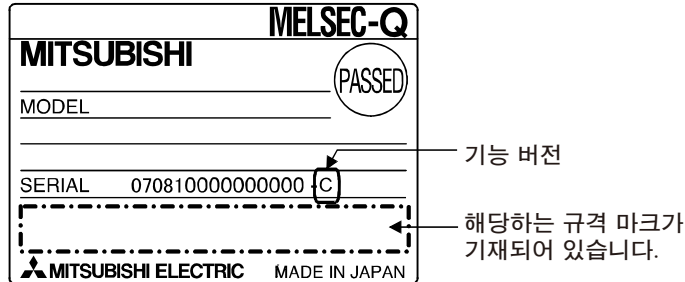 MELSEC-Q
MITSUBISHI
PASSED
MODEL
기능 버전
SERIAL 070810000000000 -C
해당하는 규격 마크가
기재되어 있습니다.
MITSUBISHI ELECTRIC MADE IN JAPAN